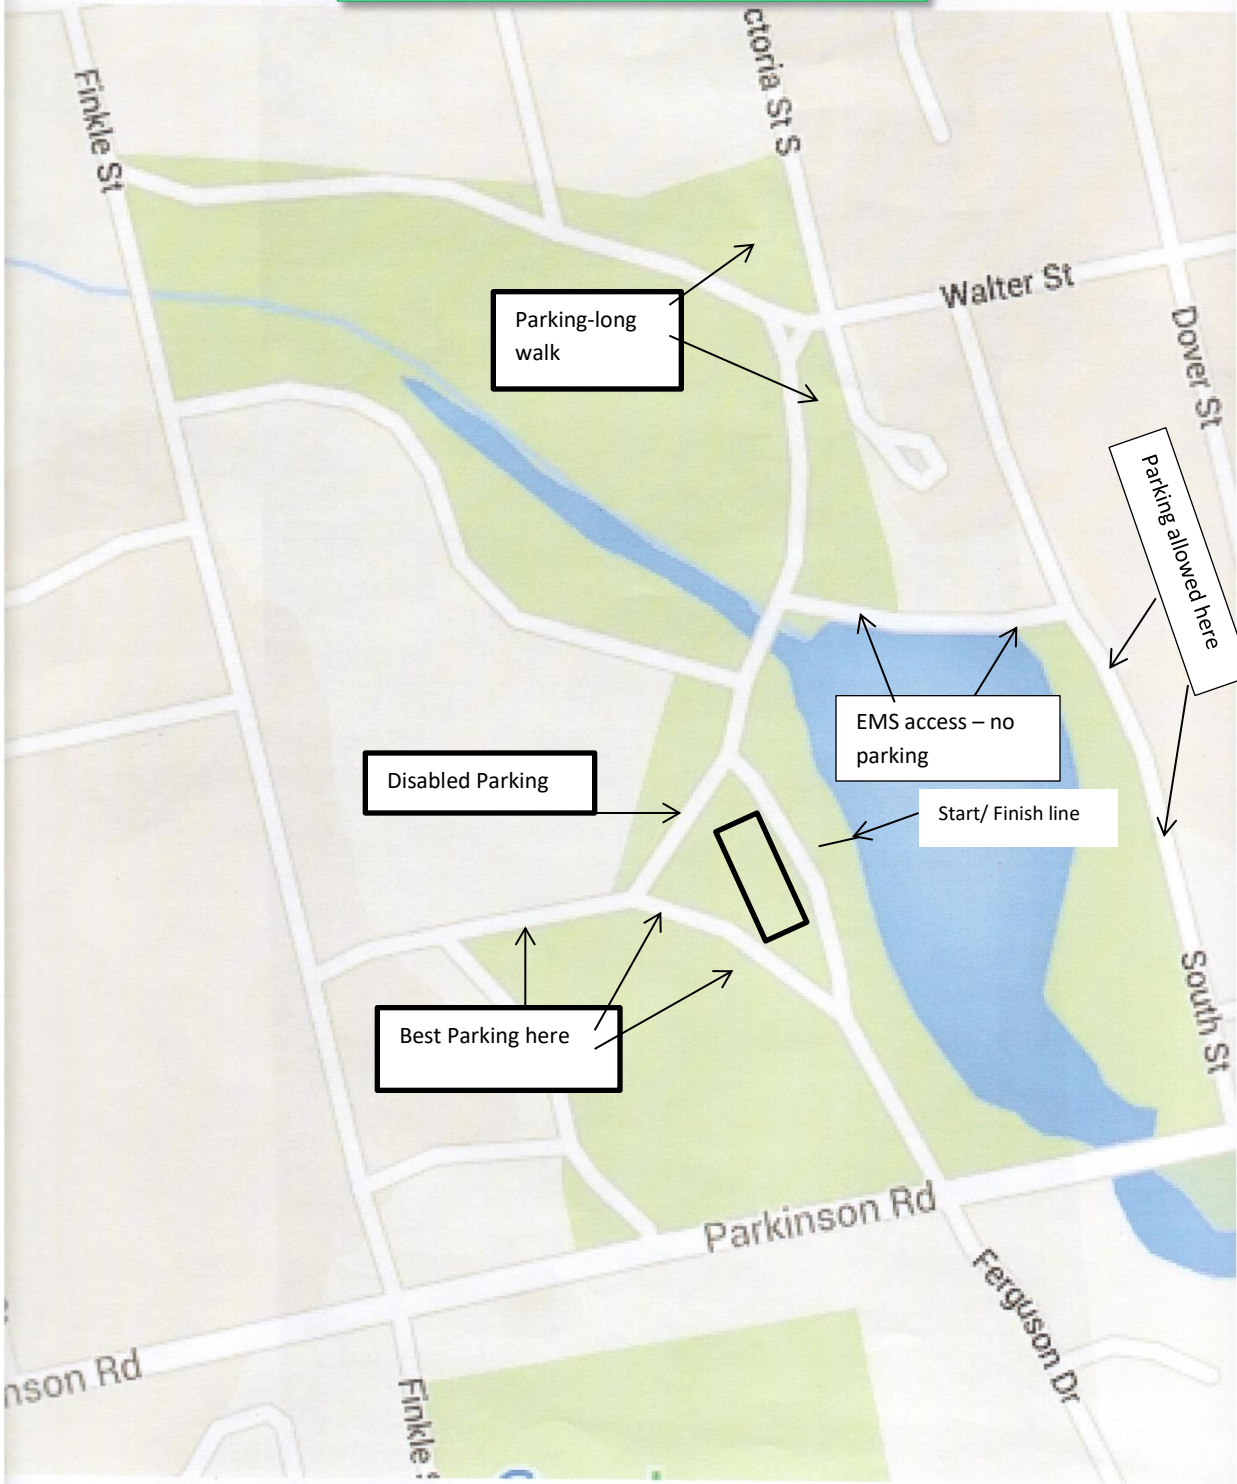 ctoria St S
Finkle St
Walter St
Parking-long
walk
Dover St
Parking allowed here
EMS access – no
parking
Disabled Parking
Start/ Finish line
Best Parking here
South St
Parkinson Rd
Ferguson Dr
nson Rd
Finkle